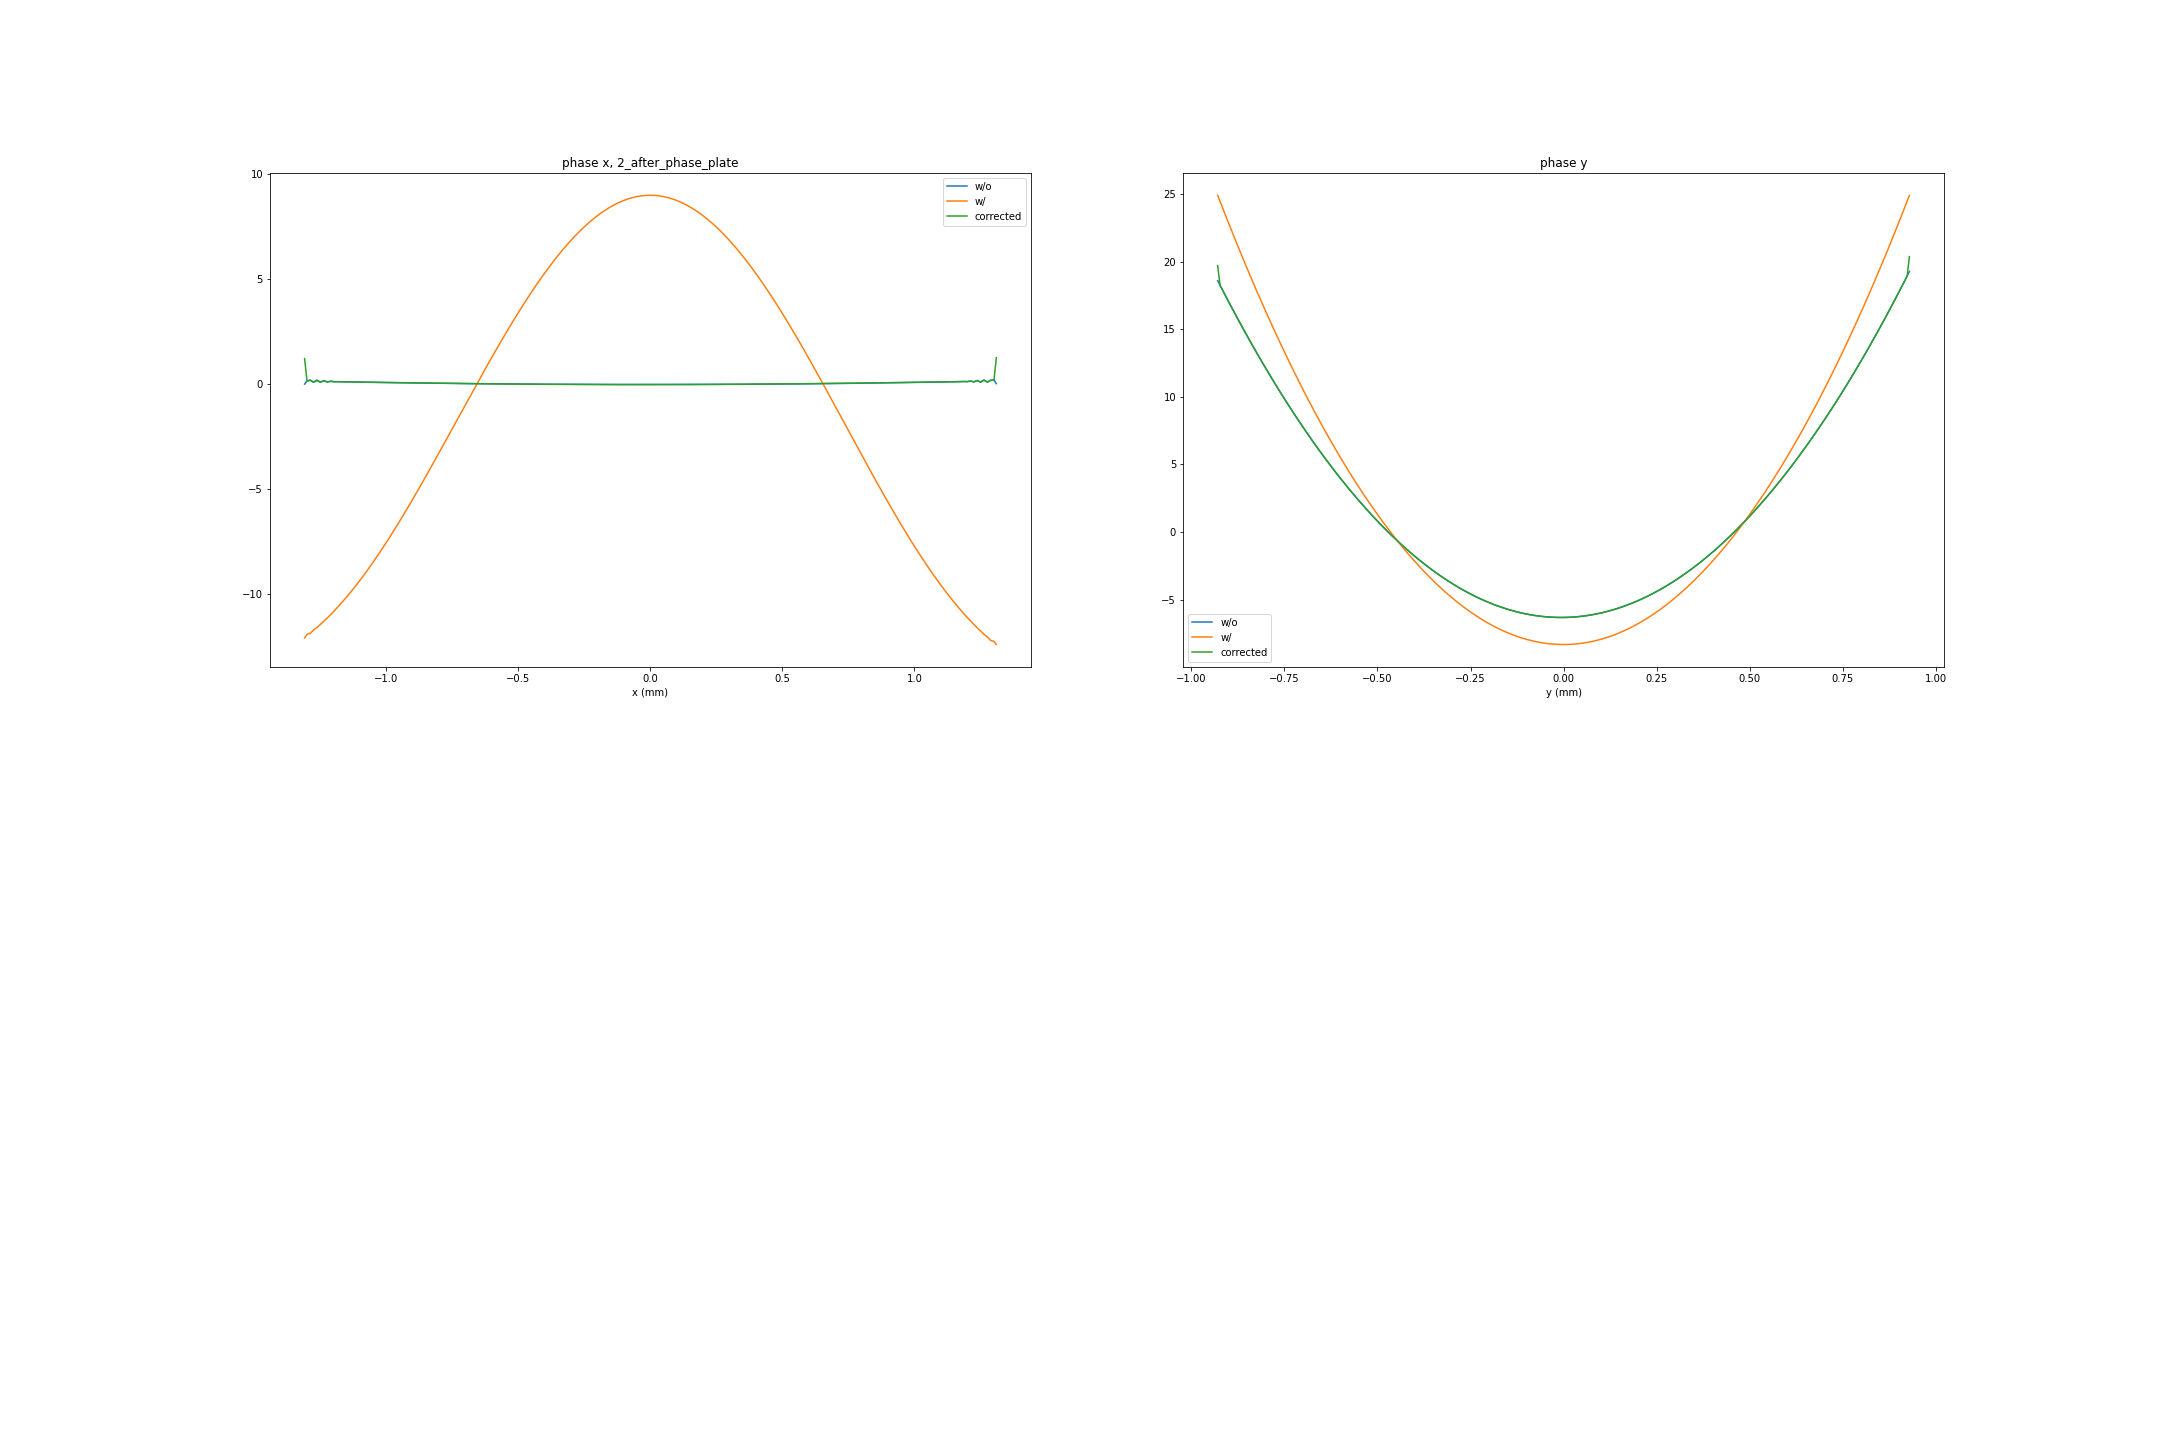 phase x, 2_after_phase_plate
10
5
0
−5
−10
w/o
w/
corrected
−1.0
−0.5
0.0
0.5
1.0
x (mm)
phase y
25
20
15
10
5
0
−5
w/o
w/
corrected
−1.00
−0.75
−0.50
−0.25
0.00
0.25
0.50
0.75
1.00
y (mm)